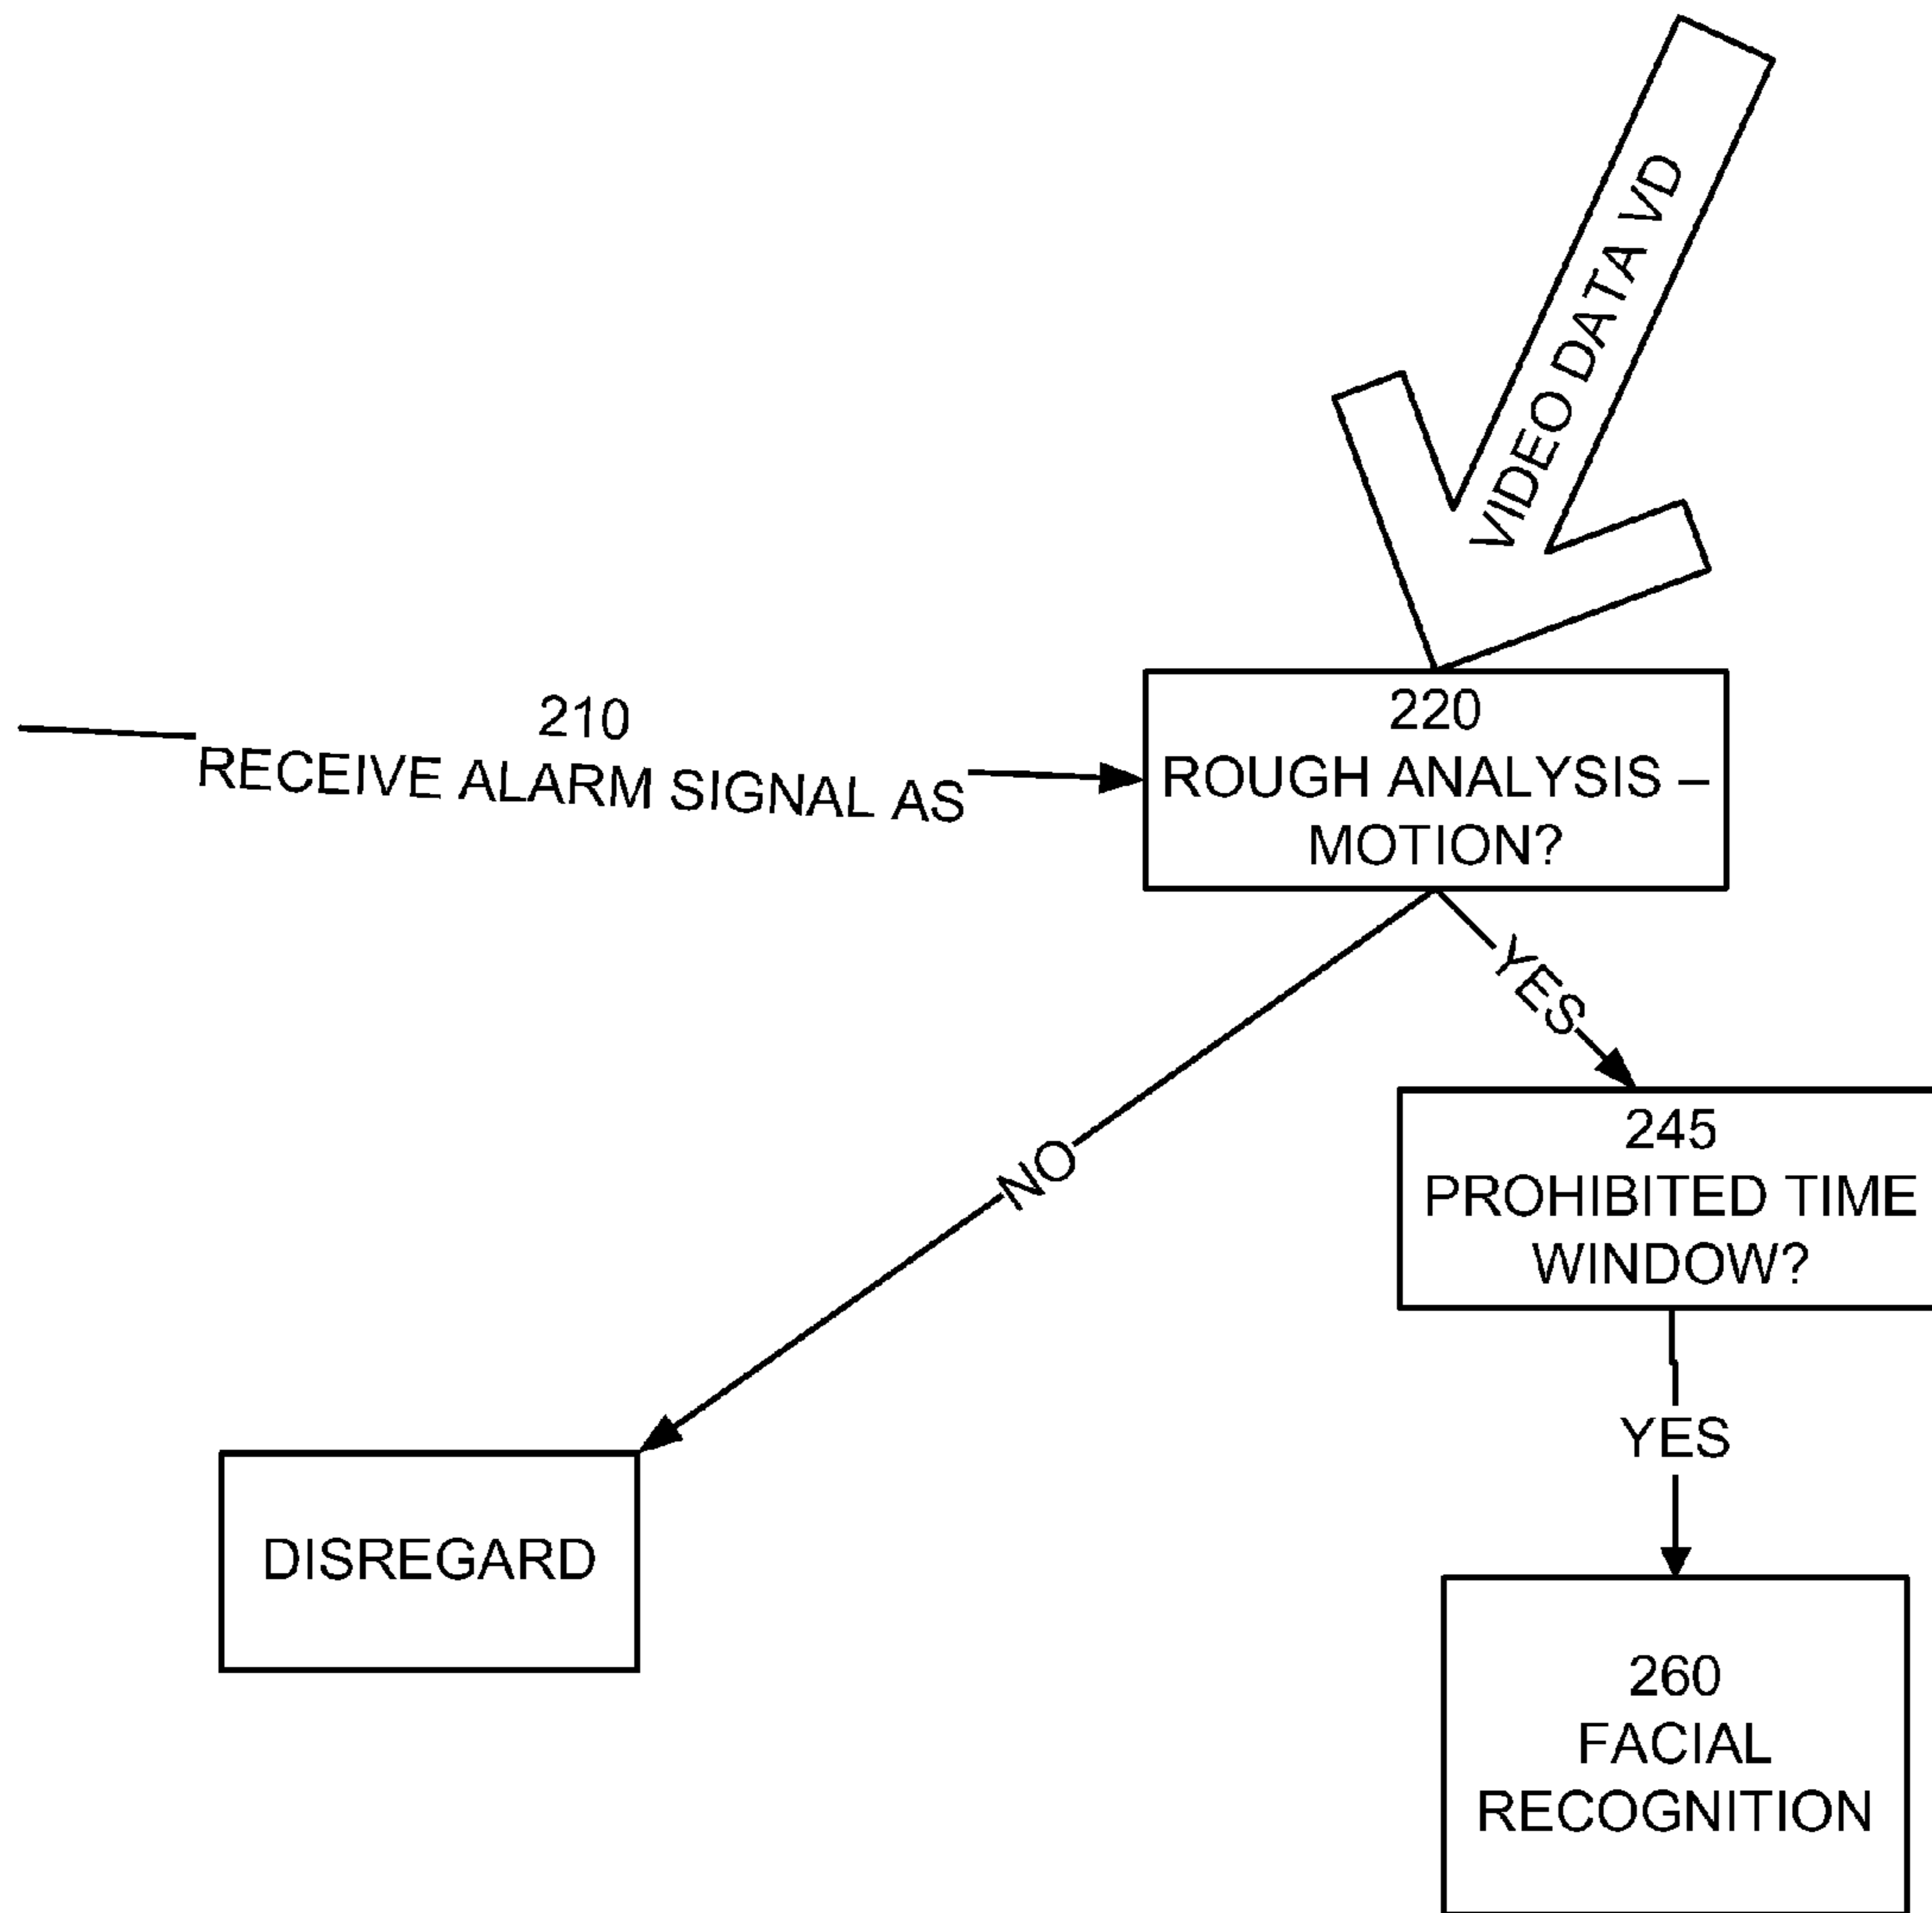 VIDEO DATA VD
210
RECEIVE ALARM SIGNAL AS
220
ROUGH ANALYSIS –
MOTION?
YES
NO
245
PROHIBITED TIME
WINDOW?
YES
DISREGARD
260
FACIAL
RECOGNITION